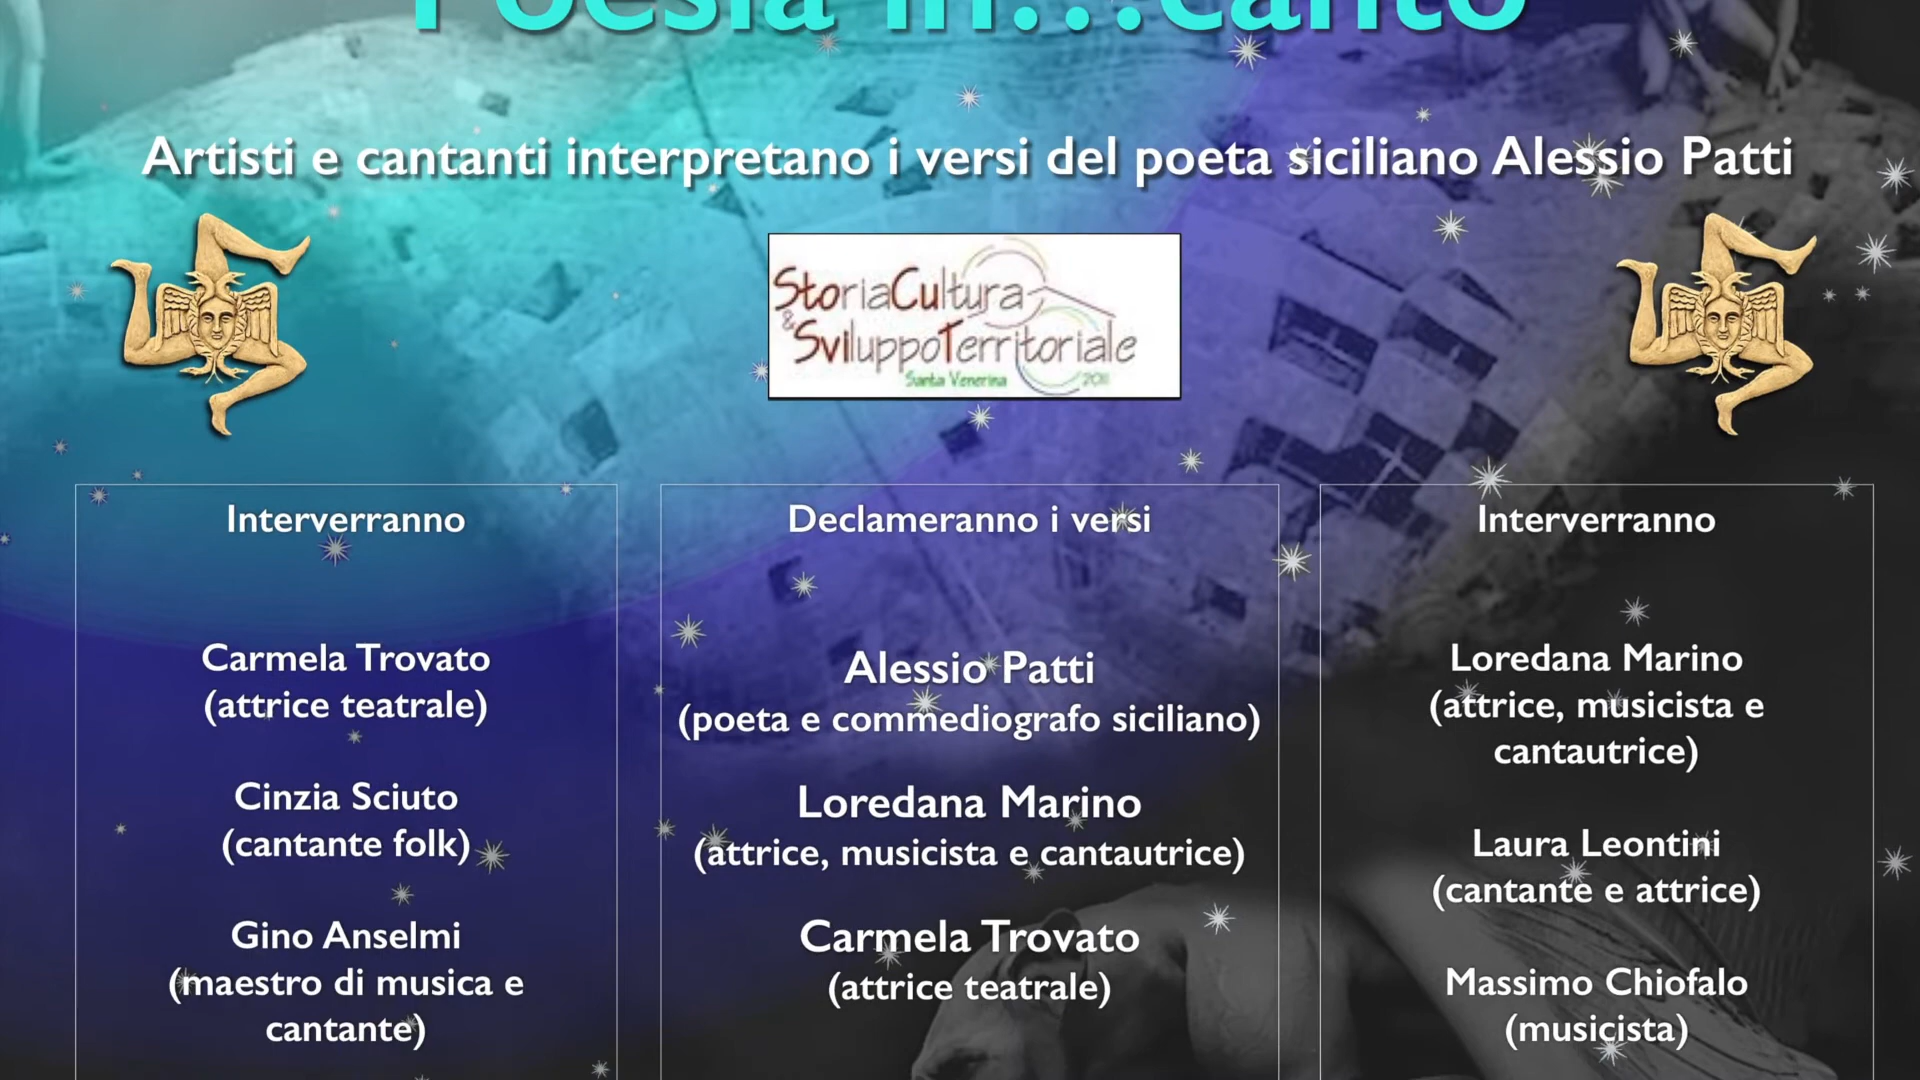 Poesia in...canto
Artisti e cantanti interpretano i versi del poeta siciliano Alessio Patti
StoriaCultura
& SviluppoTerritoriale
Santa Venerina 2011
Interverranno
Carmela Trovato
(attrice teatrale)
Cinzia Sciuto
(cantante folk)
Gino Anselmi
(maestro di musica e
cantante)
Declameranno i versi
Alessio Patti
(poeta e commediografo siciliano)
Loredana Marino
(attrice, musicista e cantautrice)
Carmela Trovato
(attrice teatrale)
Interverranno
Loredana Marino
(attrice, musicista e
cantautrice)
Laura Leontini
(cantante e attrice)
Massimo Chiofalo
(musicista)